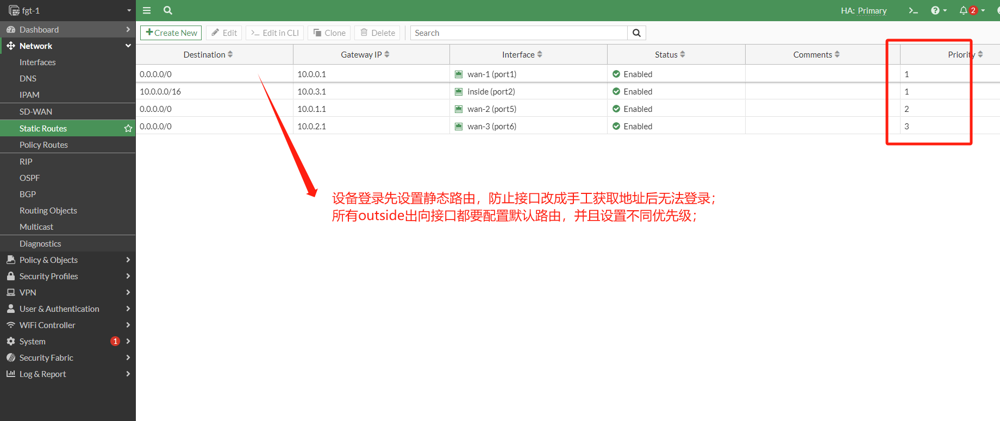 fgt-1
HA: Primary
2
Dashboard
Network
Interfaces
DNS
IPAM
SD-WAN
Static Routes
Policy Routes
RIP
OSPF
BGP
Routing Objects
Multicast
Diagnostics
Policy & Objects
Security Profiles
VPN
User & Authentication
WiFi Controller
System 1
Security Fabric
Log & Report
Create New Edit Edit in CLI Clone Delete Search
Destination Gateway IP Interface Status Comments Priority
0.0.0.0/0 10.0.0.1 wan-1 (port1) Enabled 1
10.0.0.0/16 10.0.3.1 inside (port2) Enabled 1
0.0.0.0/0 10.0.1.1 wan-2 (port5) Enabled 2
0.0.0.0/0 10.0.2.1 wan-3 (port6) Enabled 3
设备登录先设置静态路由，防止接口改成手工获取地址后无法登录；
所有outside出向接口都要配置默认路由，并且设置不同优先级；